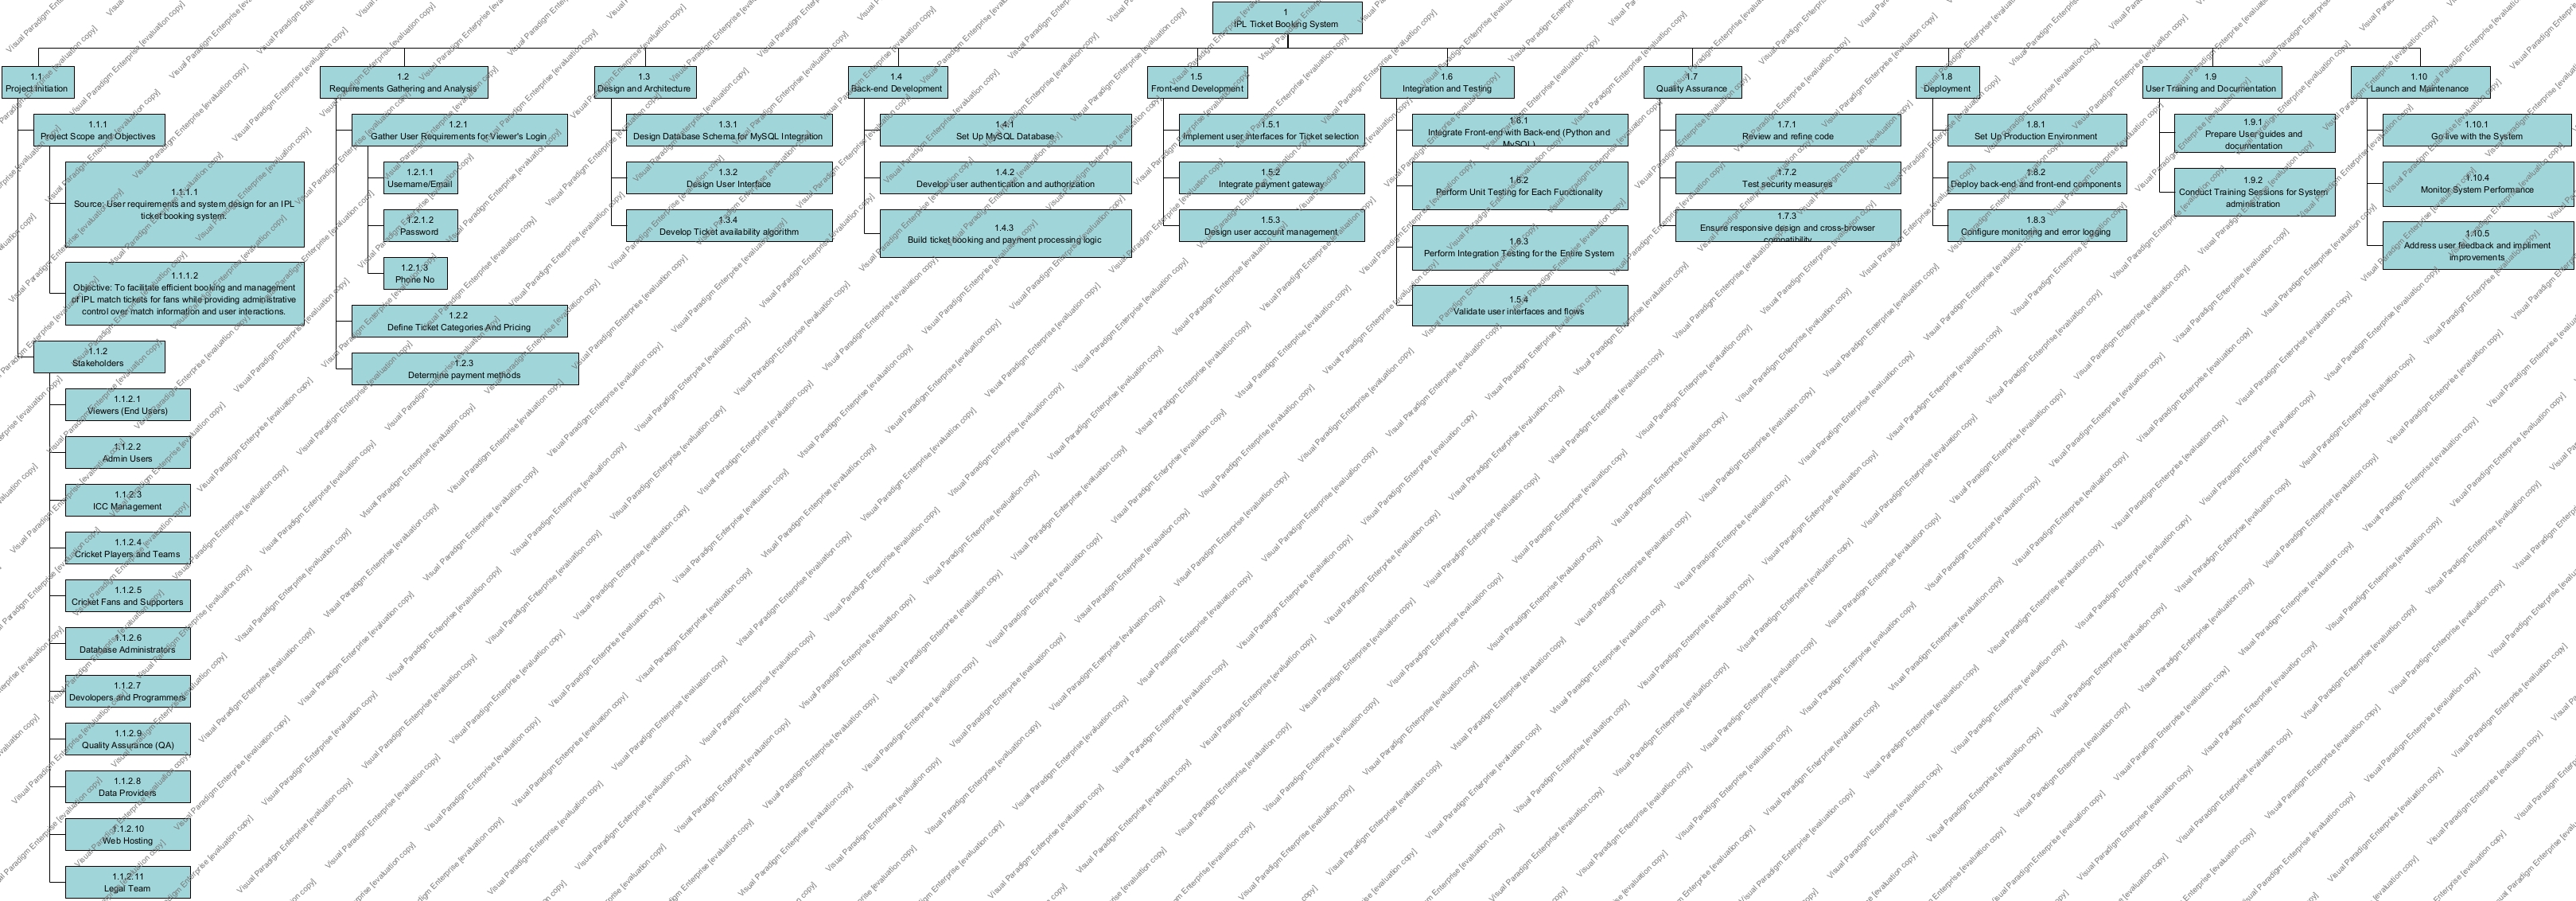 1
IPL Ticket Booking System
1.1
Project Initiation
1.1.1
Project Scope and Objectives
1.1.1.1
Source: User requirements and system design for an IPL
ticket booking system.
1.1.1.2
Objective: To facilitate efficient booking and management
of IPL match tickets for fans while providing administrative
control over match information and user interactions.
1.1.2
Stakeholders
1.1.2.1
Viewers (End Users)
1.1.2.2
Admin Users
1.1.2.3
ICC Management
1.1.2.4
Cricket Players and Teams
1.1.2.5
Cricket Fans and Supporters
1.1.2.6
Database Administrators
1.1.2.7
Devolopers and Programmers
1.1.2.9
Quality Assurance (QA)
1.1.2.8
Data Providers
1.1.2.10
Web Hosting
1.1.2.11
Legal Team
1.2
Requirements Gathering and Analysis
1.2.1
Gather User Requirements for Viewer's Login
1.2.1.1
Username/Email
1.2.1.2
Password
1.2.1.3
Phone No
1.2.2
Define Ticket Categories And Pricing
1.2.3
Determine payment methods
1.3
Design and Architecture
1.3.1
Design Database Schema for MySQL Integration
1.3.2
Design User Interface
1.3.4
Develop Ticket availability algorithm
1.4
Back-end Development
1.4.1
Set Up MySQL Database
1.4.2
Develop user authentication and authorization
1.4.3
Build ticket booking and payment processing logic
1.5
Front-end Development
1.5.1
Implement user interfaces for Ticket selection
1.5.2
Integrate payment gateway
1.5.3
Design user account management
1.6
Integration and Testing
1.6.1
Integrate Front-end with Back-end (Python and
MySQL)
1.6.2
Perform Unit Testing for Each Functionality
1.6.3
Perform Integration Testing for the Entire System
1.5.4
Validate user interfaces and flows
1.7
Quality Assurance
1.7.1
Review and refine code
1.7.2
Test security measures
1.7.3
Ensure responsive design and cross-browser
compatibility
1.8
Deployment
1.8.1
Set Up Production Environment
1.8.2
Deploy back-end and front-end components
1.8.3
Configure monitoring and error logging
1.9
User Training and Documentation
1.9.1
Prepare User guides and
documentation
1.9.2
Conduct Training Sessions for System
administration
1.10
Launch and Maintenance
1.10.1
Go live with the System
1.10.4
Monitor System Performance
1.10.5
Address user feedback and impliment
improvements
Visual Paradigm Enterprise [evaluation copy]